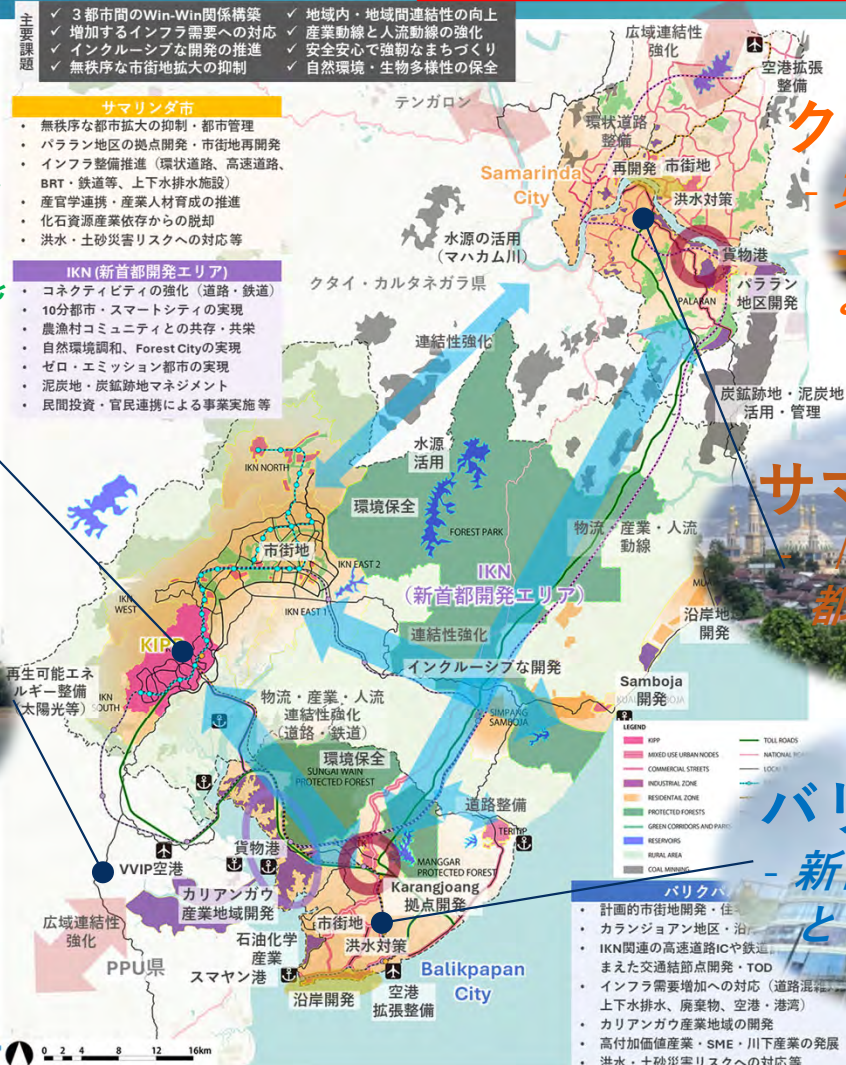 主要課題
✓ ３都市間のWin-Win関係構築
✓ 増加するインフラ需要への対応
✓ インクルーシブな開発の推進
✓ 無秩序な市街地拡大の抑制
✓ 地域内・地域間連結性の向上
✓ 産業動線と人流動線の強化
✓ 安全安心で強靭なまちづくり
✓ 自然環境・生物多様性の保全
サマリンダ市
• 無秩序な都市拡大の抑制・都市管理
• パララン地区の拠点開発・市街地再開発
• インフラ整備推進（環状道路、高速道路、
BRT・鉄道等、上下水排水施設）
• 産官学連携・産業人材育成の推進
• 化石資源産業依存からの脱却
• 洪水・土砂災害リスクへの対応 等
IKN (新首都開発エリア)
• コネクティビティの強化（道路・鉄道）
• 10分都市・スマートシティの実現
• 農漁村コミュニティとの共存・共栄
• 自然環境調和、Forest Cityの実現
• ゼロ・エミッション都市の実現
• 泥炭地・炭鉱跡地マネジメント
• 民間投資・官民連携による事業実施 等
広域連結性
強化
空港拡張
整備
テンガロン
環状道路
整備
Samarinda
City
再開発
市街地
洪水対策
水源の活用
（マハカム川）
貨物港
クタイ・カルタネガラ県
パララン
地区開発
PALARAN
連結性強化
炭鉱跡地・泥炭地
活用・管理
ク
水源
活用
IKN NORTH
環境保全
FOREST PARK
物流・産業・人流
動線
サマ
都
市街地
IKN EAST 2
IKN
（新首都開発エリア）
IKN
WEST
IKN EAST 1
沿岸地
開発
KIPP
連結性強化
インクルーシブな開発
再生可能エネ
ルギー整備
（太陽光等）
IKN
SOUTH
Samboja
開発
物流・産業・人流
連結性強化
（道路・鉄道）
SIMPANG
SAMBOJA
環境保全
SUNGAI WAIN
PROTECTED FOREST
LEGEND
KIPP
MIXED USE URBAN NODES
COMMERCIAL STREETS
INDUSTRIAL ZONE
RESIDENTAIL ZONE
PROTECTED FORESTS
GREEN CORRIDORS AND PARKS
RESERVOIRS
RURAL AREA
COAL MINNING
TOLL ROADS
NATIONAL
LOCAL
道路整備
TERITIP
バリ
- 新
と
貨物港
VVIP空港
MANGGAR
PROTECTED FOREST
カリアンガウ
産業地域開発
Karangjoang
拠点開発
広域連結性
強化
市街地
洪水対策
石油化学
産業
PPU県
スマヤン港
Balikpapan
City
沿岸開発
空港
拡張整備
バリクパ
• 計画的市街地開発・住
• カランジョアン地区・沿
• IKN関連の高速道路ICや鉄道
まえた交通結節点開発・TOD
• インフラ需要増加への対応（道路混雑
上下水排水、廃棄物、空港・港湾）
• カリアンガウ産業地域の開発
• 高付加価値産業・SME・川下産業の発展
• 洪水・土砂災害リスクへの対応等
0 2 4 8 12 16km